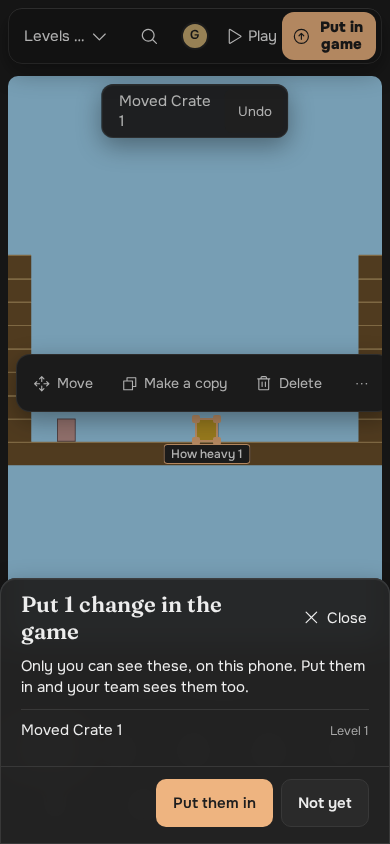 Levels ...
G
Play
Put in
game
Moved Crate
1
Undo
Move
Make a copy
Delete
...
How heavy 1
Put 1 change in the
game
Close
Only you can see these, on this phone. Put them
in and your team sees them too.
Moved Crate 1
Level 1
Put them in
Not yet